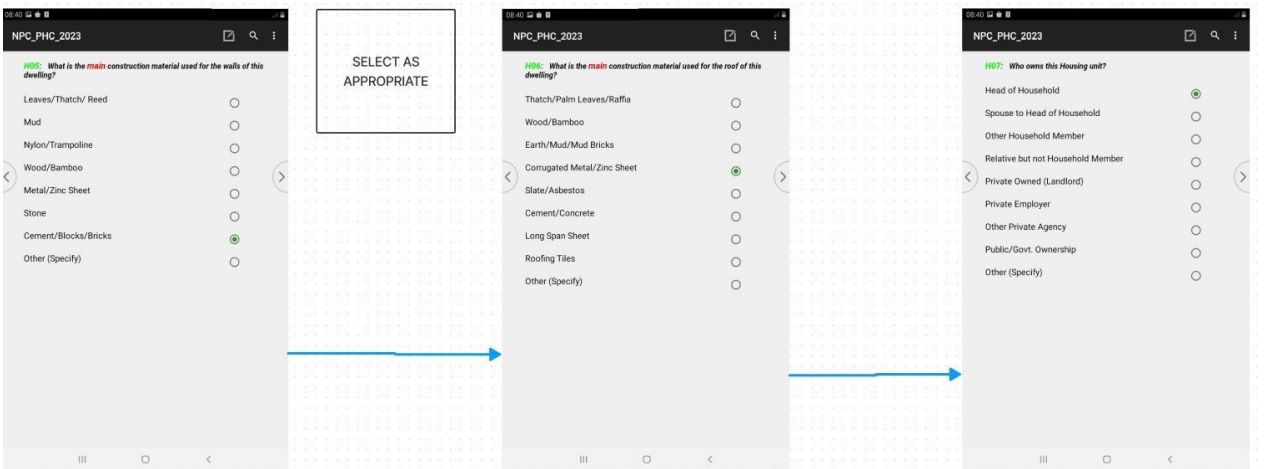 08:40
NPC_PHC_2023
H05: What is the main construction material used for the walls of this
dwelling?
Leaves/Thatch/ Reed
Mud
Nylon/Trampoline
Wood/Bamboo
Metal/Zinc Sheet
Stone
Cement/Blocks/Bricks
Other (Specify)
SELECT AS
APPROPRIATE
08:40
NPC_PHC_2023
H06: What is the main construction material used for the roof of this
dwelling?
Thatch/Palm Leaves/Raffia
Wood/Bamboo
Earth/Mud/Mud Bricks
Corrugated Metal/Zinc Sheet
Slate/Asbestos
Cement/Concrete
Long Span Sheet
Roofing Tiles
Other (Specify)
08:40
NPC_PHC_2023
H07: Who owns this Housing unit?
Head of Household
Spouse to Head of Household
Other Household Member
Relative but not Household Member
Private Owned (Landlord)
Private Employer
Other Private Agency
Public/Govt. Ownership
Other (Specify)